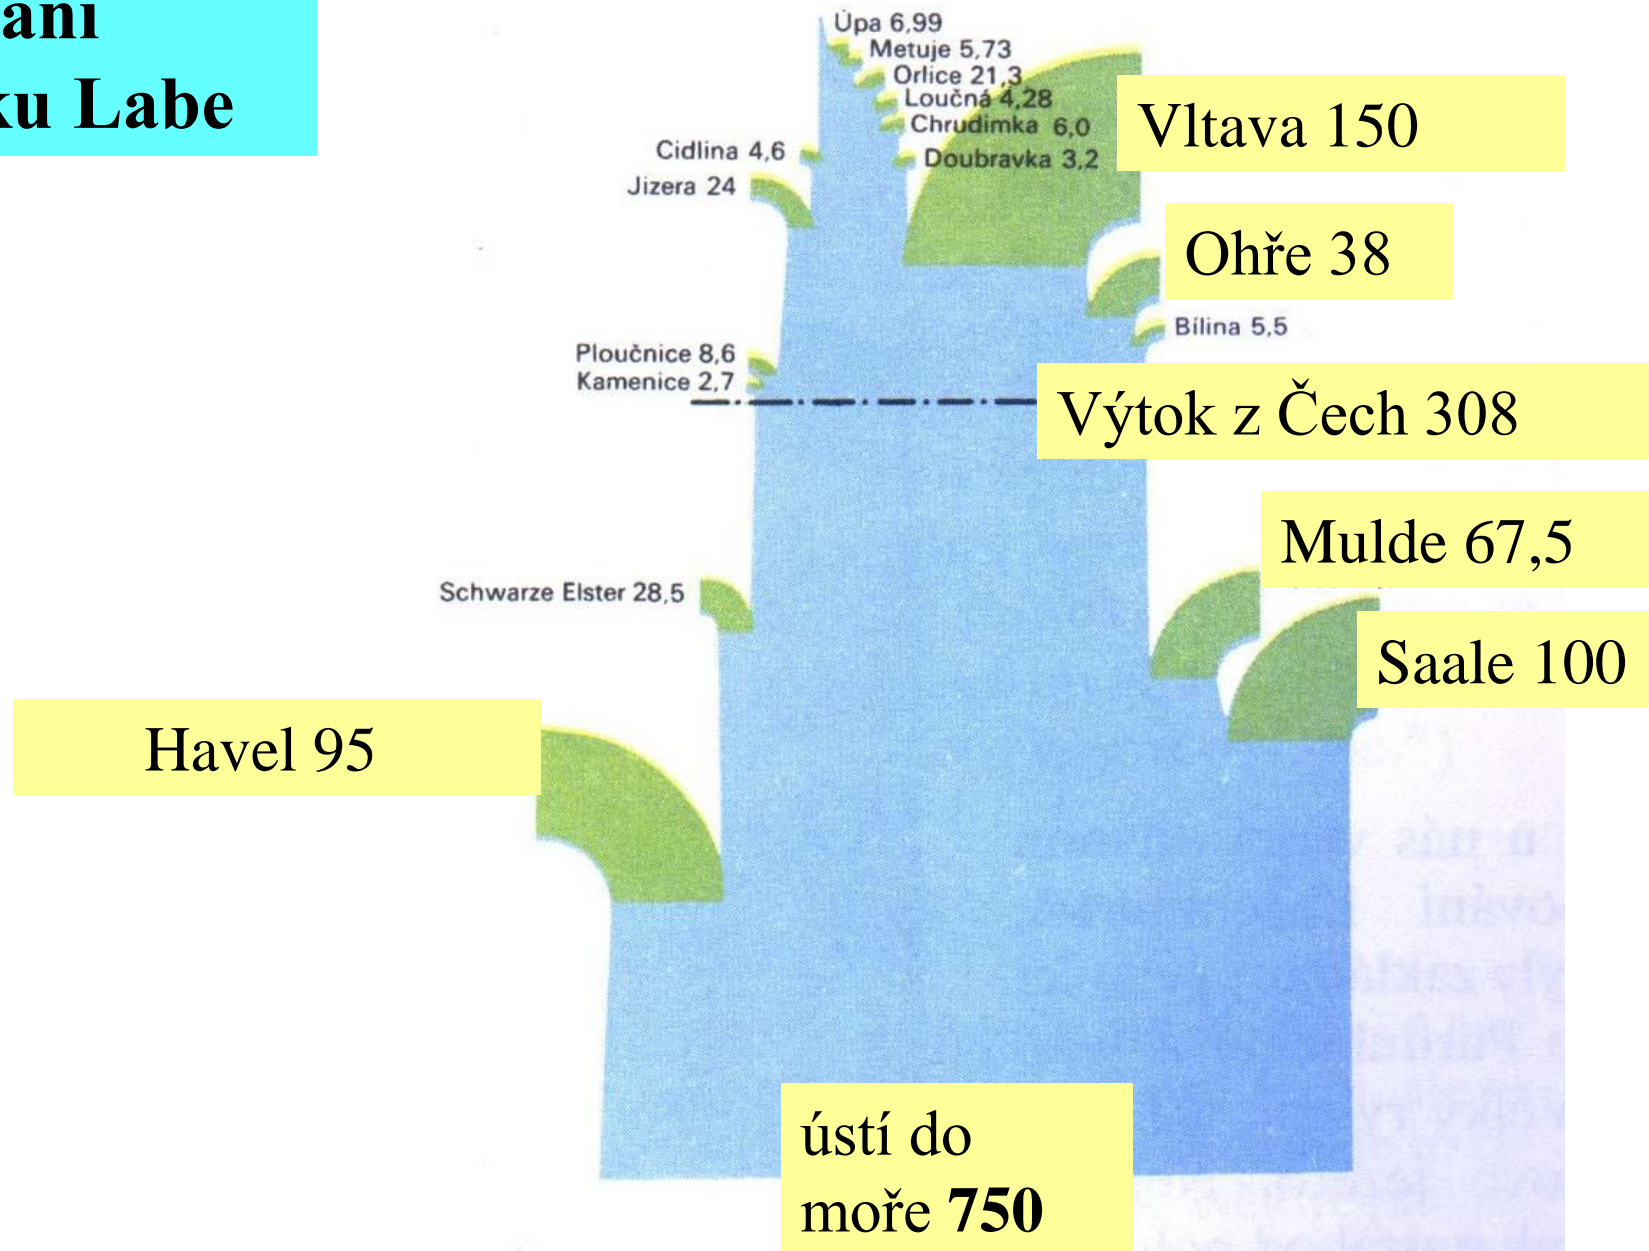 ku Labe
Úpa 6,99
Metuje 5,73
Orlice 21,3
Loučná 4,28
Chrudimka 6,0
Doubravka 3,2
Cidlina 4,6
Jizera 24
Vltava 150
Ohře 38
Bílina 5,5
Ploučnice 8,6
Kamenice 2,7
Výtok z Čech 308
Mulde 67,5
Schwarze Elster 28,5
Saale 100
Havel 95
ústí do
moře 750